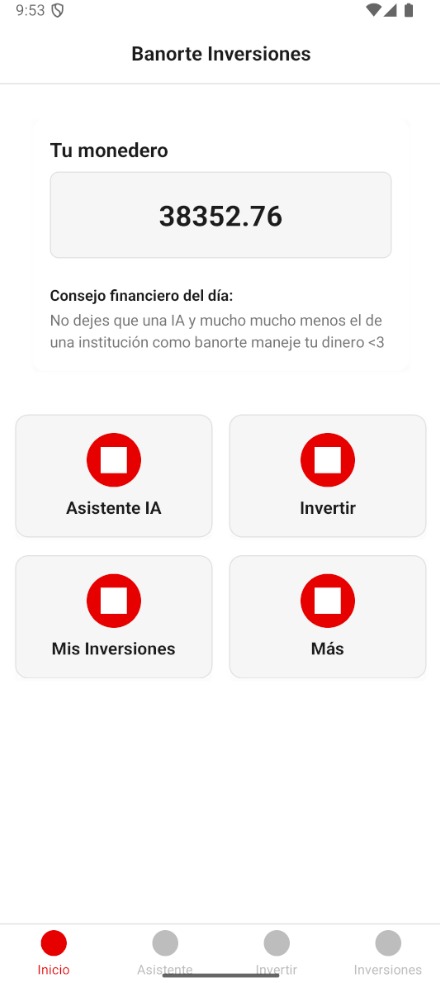 9:53
Banorte Inversiones
Tu monedero
38352.76
Consejo financiero del día:
No dejes que una IA y mucho mucho menos el de
una institución como banorte maneje tu dinero <3
Asistente IA
Invertir
Mis Inversiones
Más
Inicio
Asistente
Invertir
Inversiones